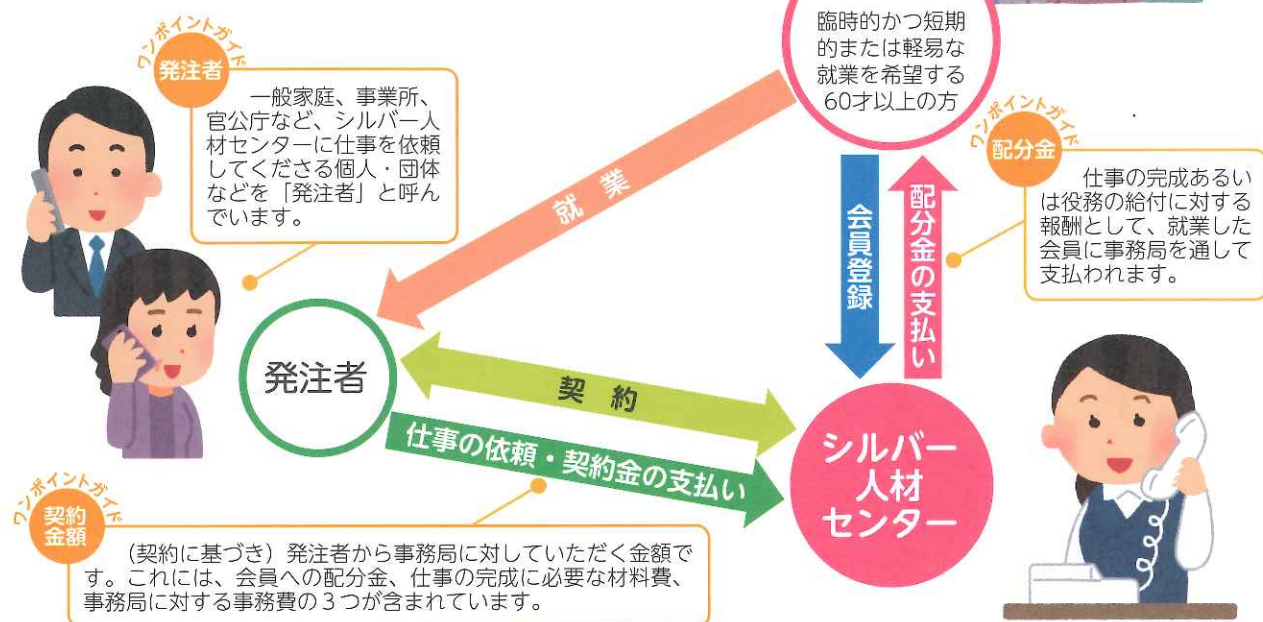 臨時的かつ短期
的または軽易な
就業を希望する
60才以上の方
ワンポイントガイド
発注者
一般家庭、事業所、
官公庁など、シルバー人
材センターに仕事を依頼
してくださる個人・団体
などを「発注者」と呼ん
でいます。
ワンポイントガイド
配分金
仕事の完成あるい
は役務の給付に対する
報酬として、就業した
会員に事務局を通して
支払われます。
就業
会員登録
配分金の支払い
発注者
契約
仕事の依頼・契約金の支払い
シルバー
人材
センター
ワンポイントガイド
契約
金額
(契約に基づき)発注者から事務局に対していただく金額で
す。これには、会員への配分金、仕事の完成に必要な材料費、
事務局に対する事務費の3つが含まれています。